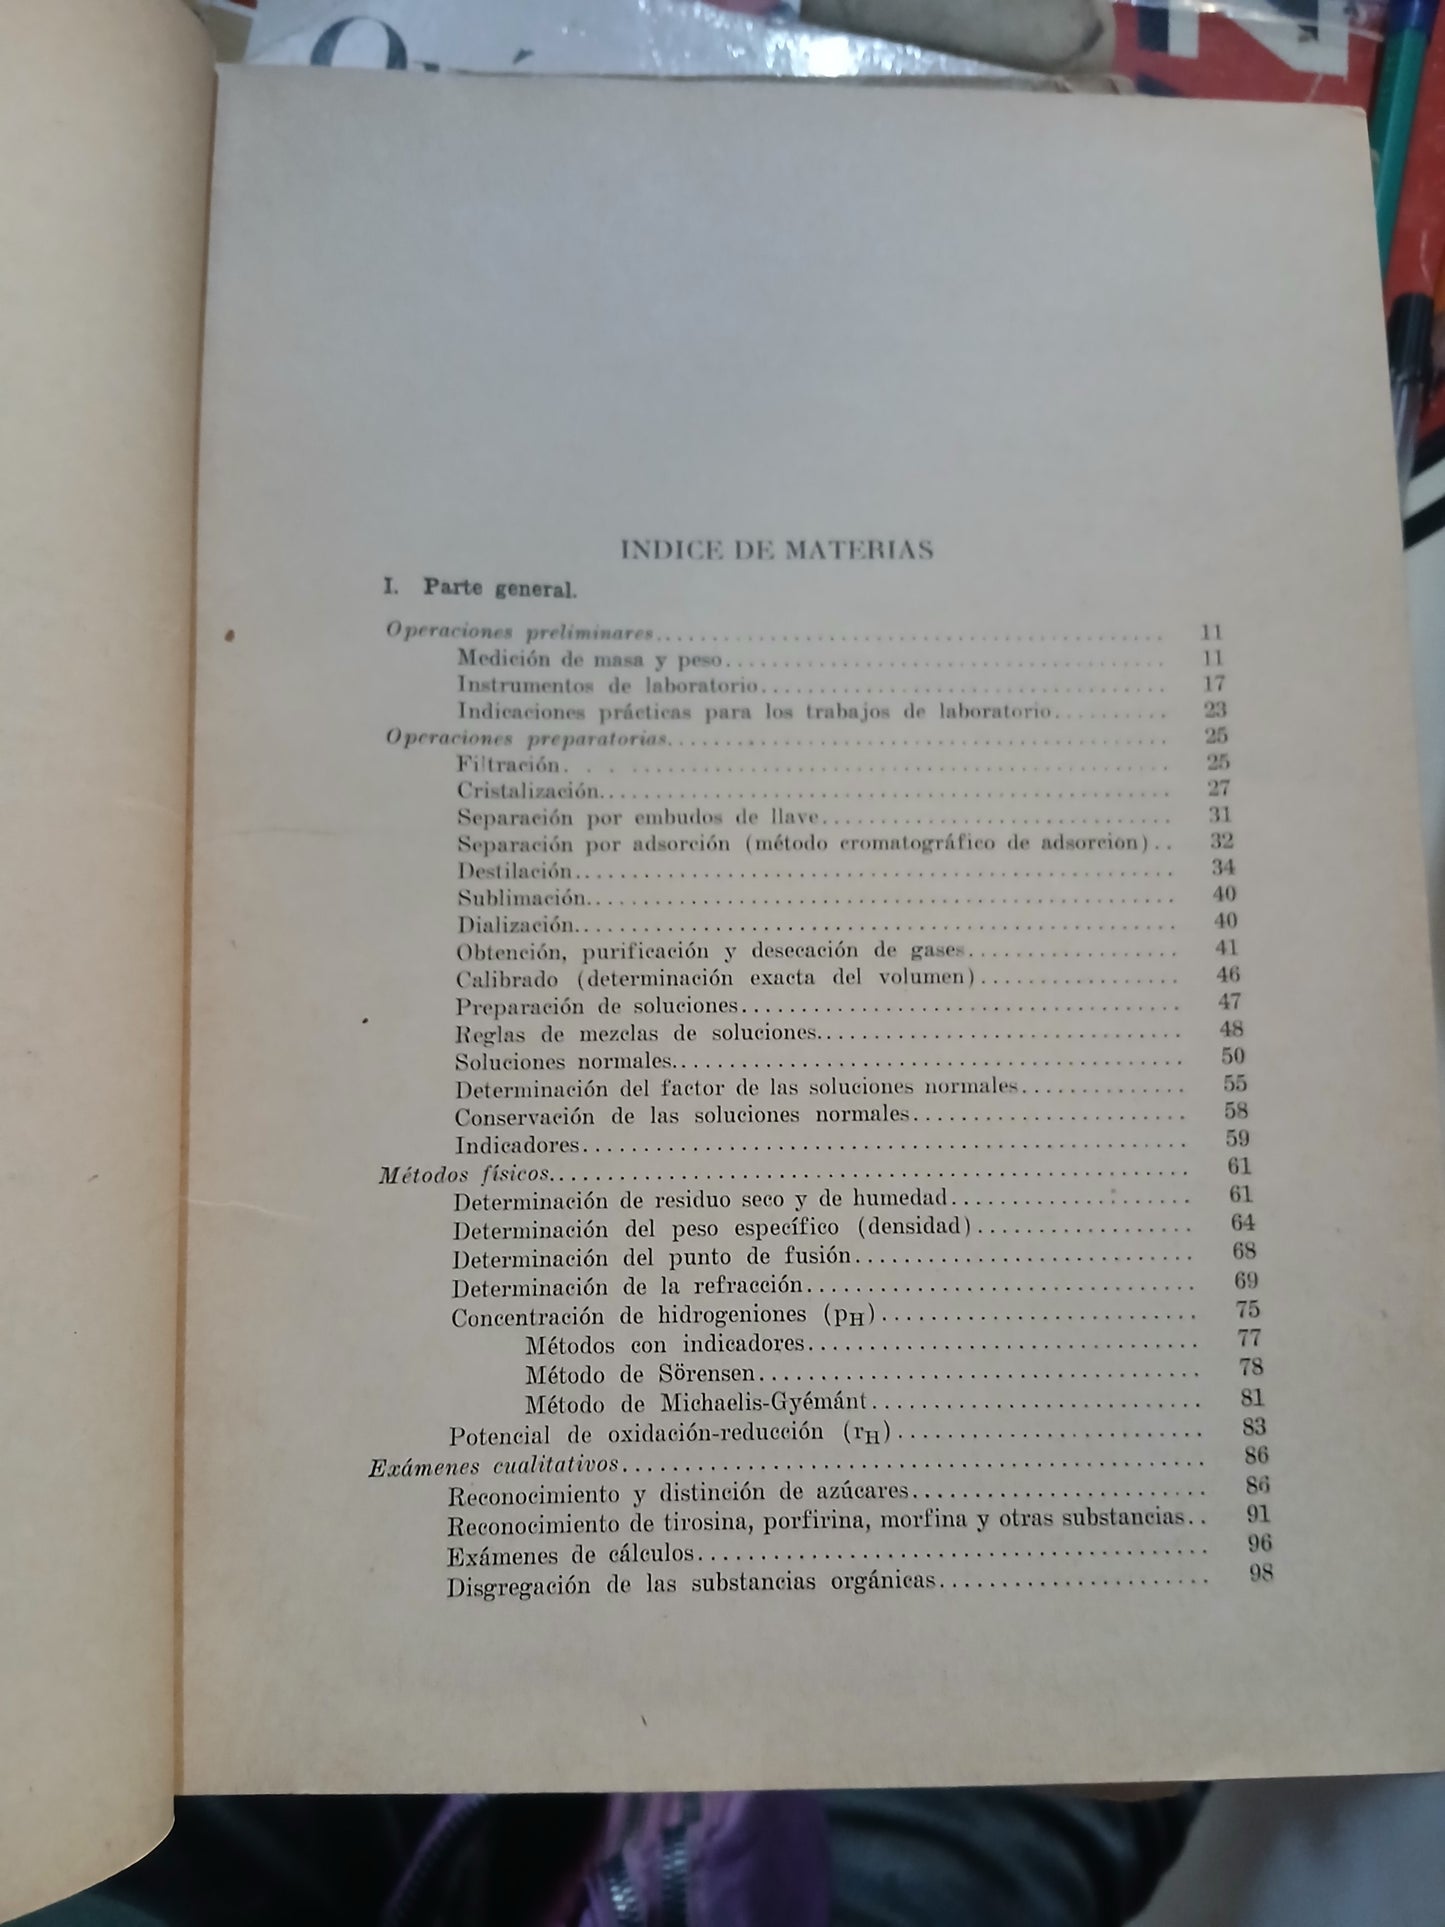 INDICE DE MATERIAS
I. Parte general.
Operaciones preliminares 11
Medición de masa y peso 11
Instrumentos de laboratorio 17
Indicaciones prácticas para los trabajos de laboratorio 23
Operaciones preparatorias 25
Filtración 25
Cristalización 27
Separación por embudos de llave 31
Separación por adsorción (método cromatográfico de adsorción) 32
Destilación 34
Sublimación 40
Dialización 40
Obtención, purificación y desecación de gases 41
Calibrado (determinación exacta del volumen) 46
Preparación de soluciones 47
Reglas de mezclas de soluciones 48
Soluciones normales 50
Determinación del factor de las soluciones normales 55
Conservación de las soluciones normales 58
Indicadores 59
Métodos físicos 61
Determinación de residuo seco y de humedad 61
Determinación del peso específico (densidad) 64
Determinación del punto de fusión 68
Determinación de la refracción 69
Concentración de hidrogeniones (pH) 75
Métodos con indicadores 77
Método de Sörensen 78
Método de Michaelis-Gyémánt 81
Potencial de oxidación-reducción (rH) 83
Exámenes cualitativos 86
Reconocimiento y distinción de azúcares 86
Reconocimiento de tirosina, porfirina, morfina y otras substancias 91
Exámenes de cálculos 96
Disgregación de las substancias orgánicas 98